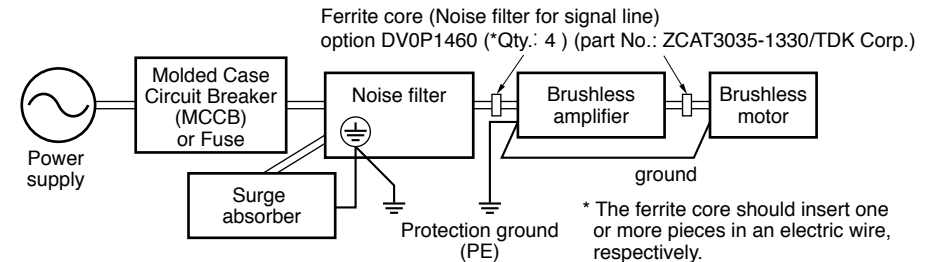 Ferrite core (Noise filter for signal line)
option DV0P1460 (*Qty.: 4 ) (part No.: ZCAT3035-1330/TDK Corp.)
Power
supply
Molded Case
Circuit Breaker
(MCCB)
or Fuse
Noise filter
Brushless
amplifier
Brushless
motor
Surge
absorber
ground
Protection ground
(PE)
* The ferrite core should insert one
or more pieces in an electric wire,
respectively.